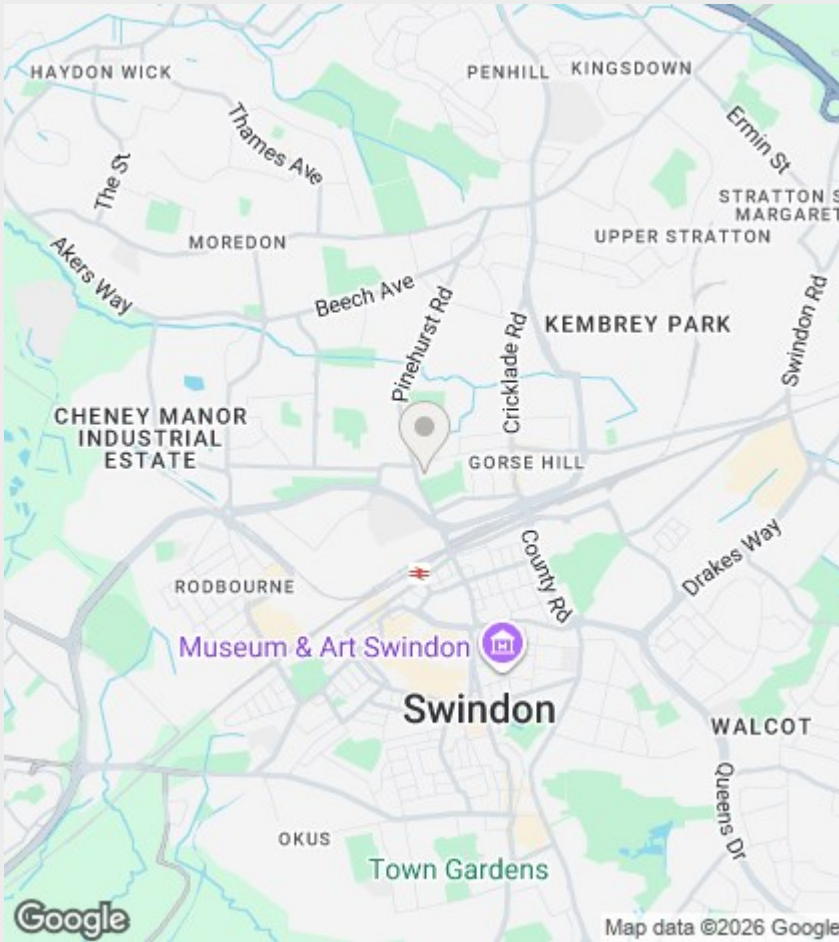 HAYDON WICK
PENHILL
KINGSDOWN
Thames Ave
Ermin St
The St
STRATTON S
MARGARET
MOREDON
UPPER STRATTON
Akers Way
Beech Ave
Pinehurst Rd
Cricklade Rd
KEMBREY PARK
Swindon Rd
CHENEY MANOR
INDUSTRIAL
ESTATE
GORSE HILL
Drakes Way
County Rd
RODBOURNE
Museum & Art Swindon
Swindon
WALCOT
Queens Dr
OKUS
Town Gardens
Google
Map data ©2026 Google